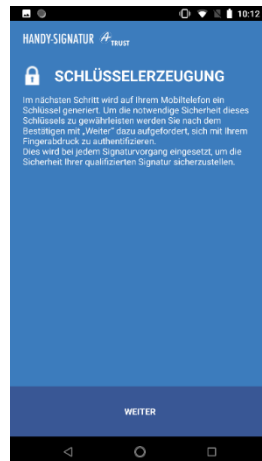 10:12
HANDY-SIGNATUR A-TRUST
SCHLÜSSELERZEUGUNG
Im nächsten Schritt wird auf Ihrem Mobiltelefon ein
Schlüssel generiert. Um die notwendige Sicherheit dieses
Schlüssels zu gewährleisten werden Sie nach dem
Bestätigen mit „Weiter" dazu aufgefordert, sich mit Ihrem
Fingerabdruck zu authentifizieren.
Dies wird bei jedem Signaturvorgang eingesetzt, um die
Sicherheit Ihrer qualifizierten Signatur sicherzustellen.
WEITER